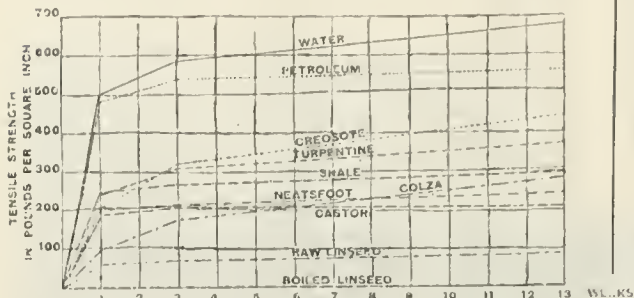 TENSILE STRENGTH
IN POUNDS PER SQUARE INCH
700
600
500
400
300
200
100
WATER
PETROLEUM
CREOSOTE
TURPENTINE
SHALE
NEATSFOOT
COLZA
CASTOR
RAW LINSEED
BOILED LINSEED
1 2 3 4 5 6 7 8 9 10 11 12 13